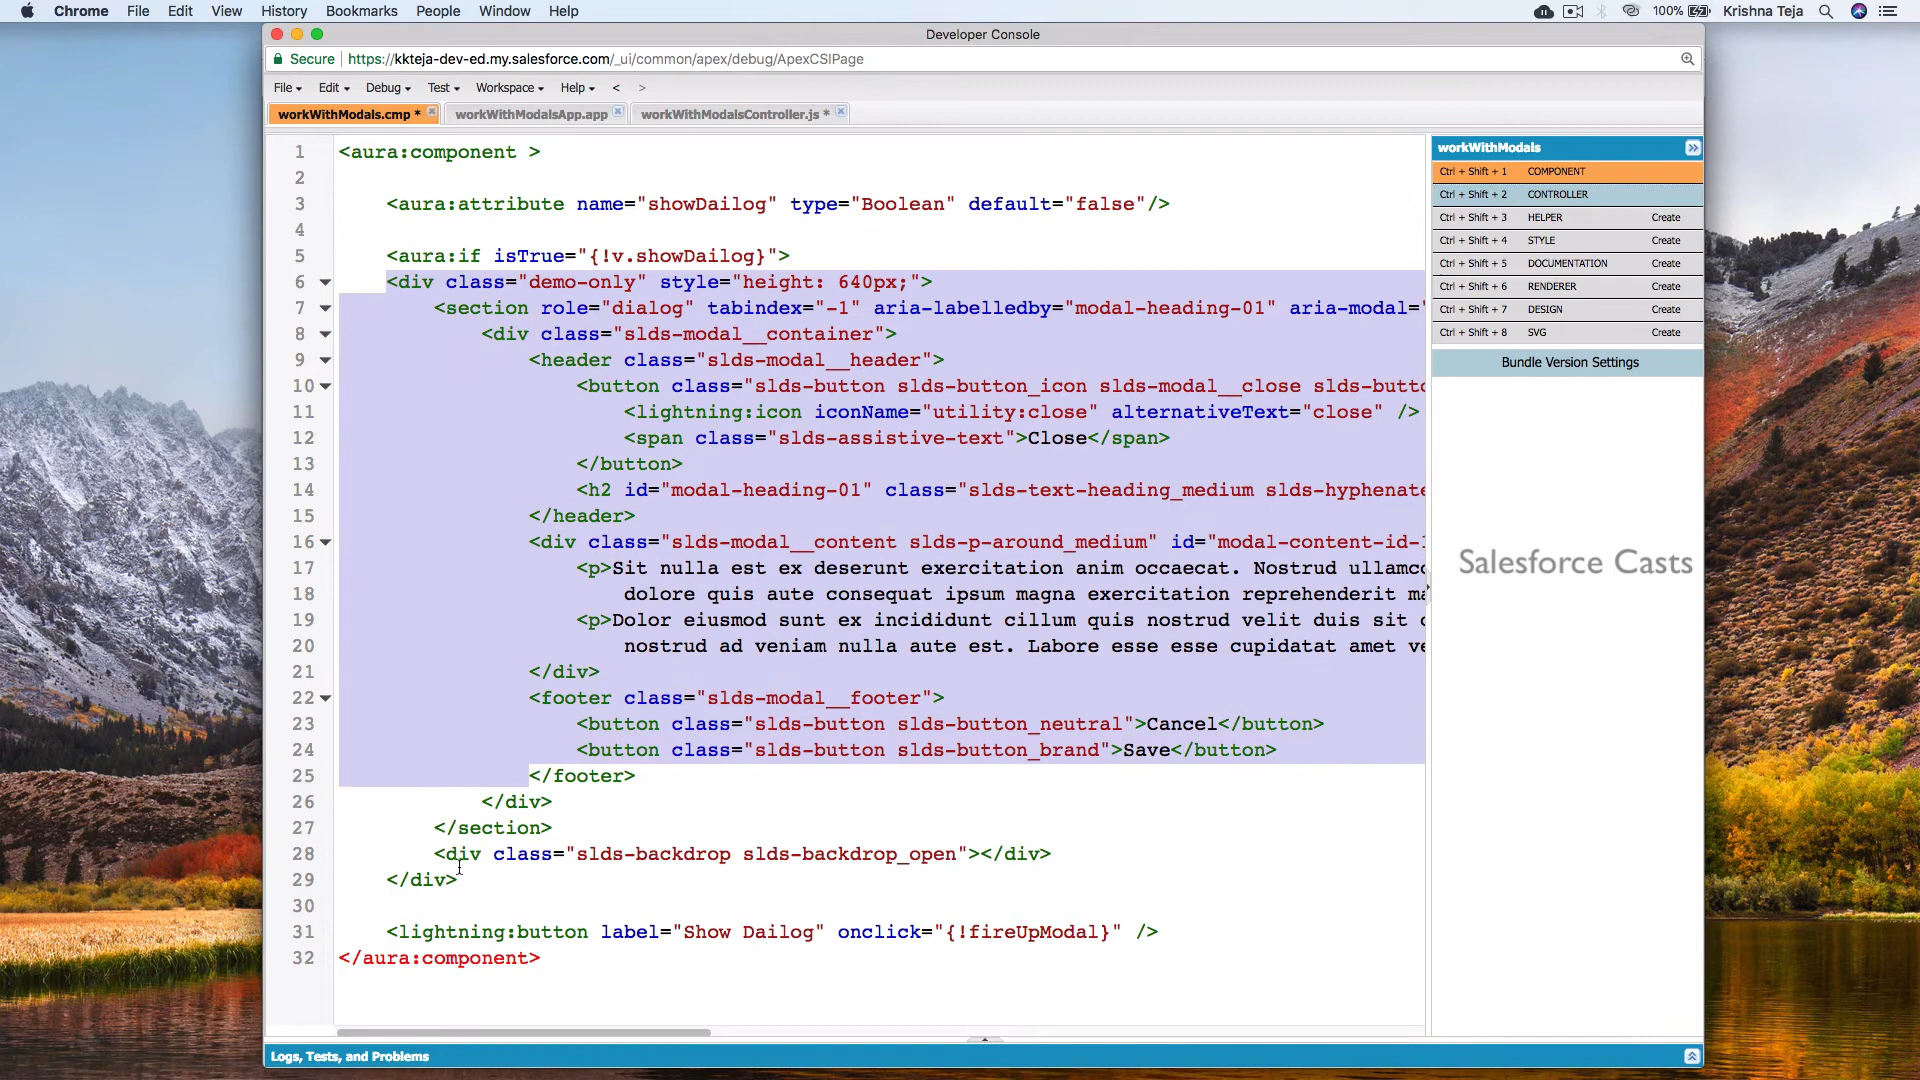 Chrome File Edit View History Bookmarks People Window Help 100% Krishna Teja
Developer Console
Secure https://kkteja-dev-ed.my.salesforce.com/_ui/common/apex/debug/ApexCSIPage
File Edit Debug Test Workspace Help < >
workWithModals.cmp * workWithModalsApp.app workWithModalsController.js *
1 <aura:component >
2
3 <aura:attribute name="showDailog" type="Boolean" default="false"/>
4
5 <aura:if isTrue="{!v.showDailog}">
6 <div class="demo-only" style="height: 640px;">
7 <section role="dialog" tabindex="-1" aria-labelledby="modal-heading-01" aria-modal="
8 <div class="slds-modal__container">
9 <header class="slds-modal__header">
10 <button class="slds-button slds-button_icon slds-modal__close slds-butto
11 <lightning:icon iconName="utility:close" alternativeText="close" />
12 <span class="slds-assistive-text">Close</span>
13 </button>
14 <h2 id="modal-heading-01" class="slds-text-heading_medium slds-hyphenate
15 </header>
16 <div class="slds-modal__content slds-p-around_medium" id="modal-content-id-1
17 <p>Sit nulla est ex deserunt exercitation anim occaecat. Nostrud ullamco
18 dolore quis aute consequat ipsum magna exercitation reprehenderit ma
19 <p>Dolor eiusmod sunt ex incididunt cillum quis nostrud velit duis sit
20 nostrud ad veniam nulla aute est. Labore esse esse cupidatat amet ve
21 </div>
22 <footer class="slds-modal__footer">
23 <button class="slds-button slds-button_neutral">Cancel</button>
24 <button class="slds-button slds-button_brand">Save</button>
25 </footer>
26 </div>
27 </section>
28 <div class="slds-backdrop slds-backdrop_open"></div>
29 </div>
30
31 <lightning:button label="Show Dailog" onclick="{!fireUpModal}" />
32 </aura:component>
workWithModals
Ctrl + Shift + 1 COMPONENT
Ctrl + Shift + 2 CONTROLLER
Ctrl + Shift + 3 HELPER Create
Ctrl + Shift + 4 STYLE Create
Ctrl + Shift + 5 DOCUMENTATION Create
Ctrl + Shift + 6 RENDERER Create
Ctrl + Shift + 7 DESIGN Create
Ctrl + Shift + 8 SVG Create
Bundle Version Settings
Salesforce Casts
Logs, Tests, and Problems